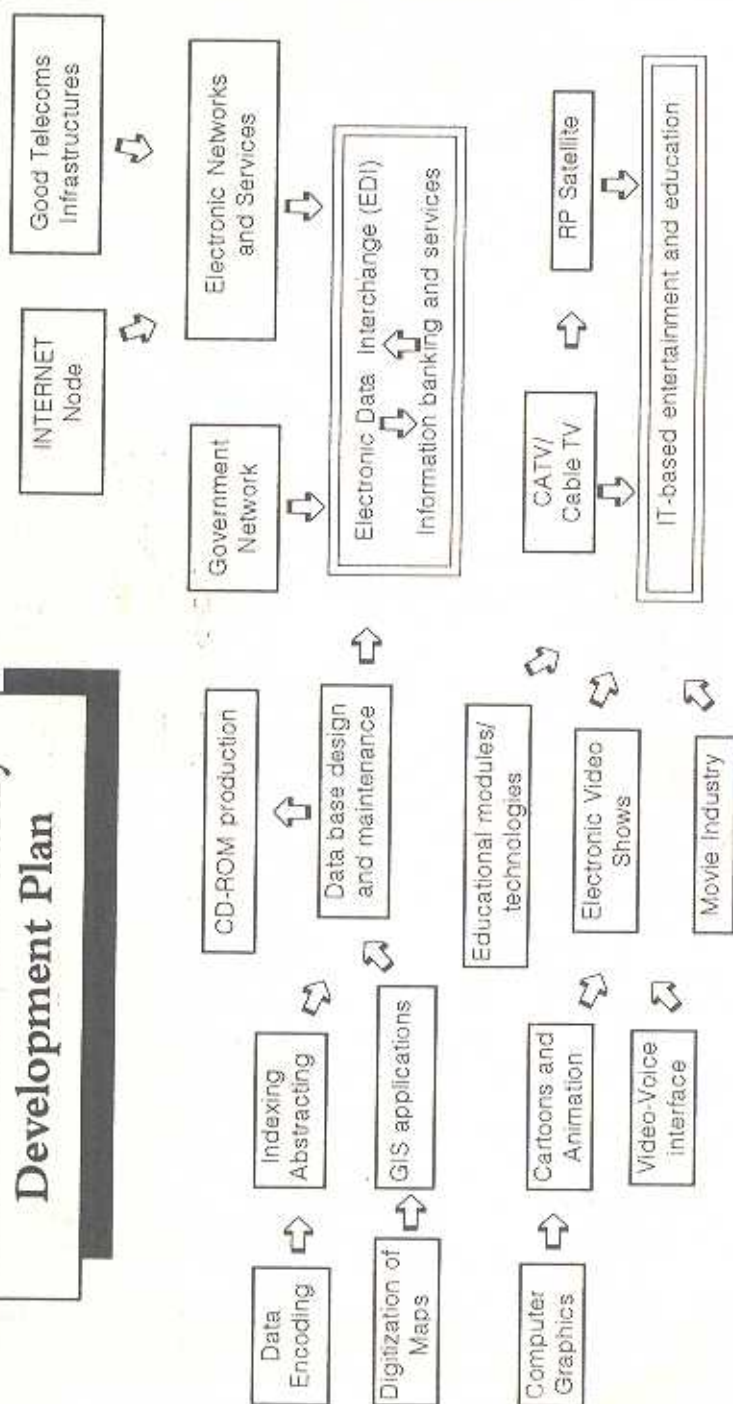 Development Plan
INTERNET
Node
Good Telecoms
Infrastructures
Government
Network
Electronic Networks
and Services
CD-ROM production
Data
Encoding
Indexing
Abstracting
Data base design
and maintenance
Electronic Data Interchange (EDI)
Information banking and services
Digitization of
Maps
GIS applications
Educational modules/
technologies
CATV/
Cable TV
RP Satellite
Computer
Graphics
Cartoons and
Animation
Electronic Video
Shows
IT-based entertainment and education
Video-Voice
interface
Movie Industry